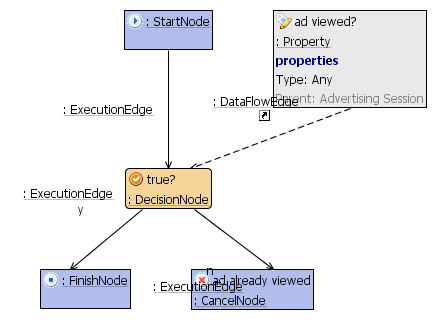 : StartNode
ad viewed?
: Property
properties
Type: Any
Parent: Advertising Session
: ExecutionEdge
: DataFlowEdge
true?
: DecisionNode
: ExecutionEdge
y
n
: FinishNode
ad already viewed
: ExecutionEdge
: CancelNode